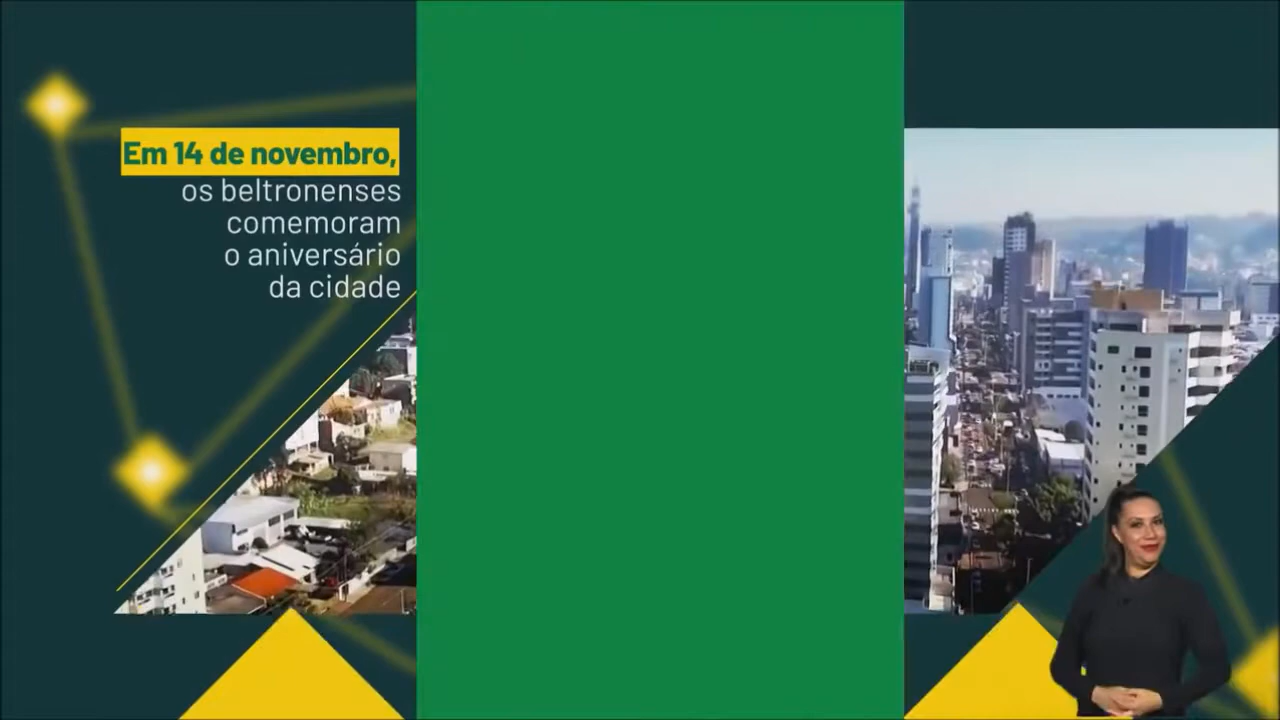 Em 14 de novembro,
os beltronenses
comemoram
o aniversário
da cidade